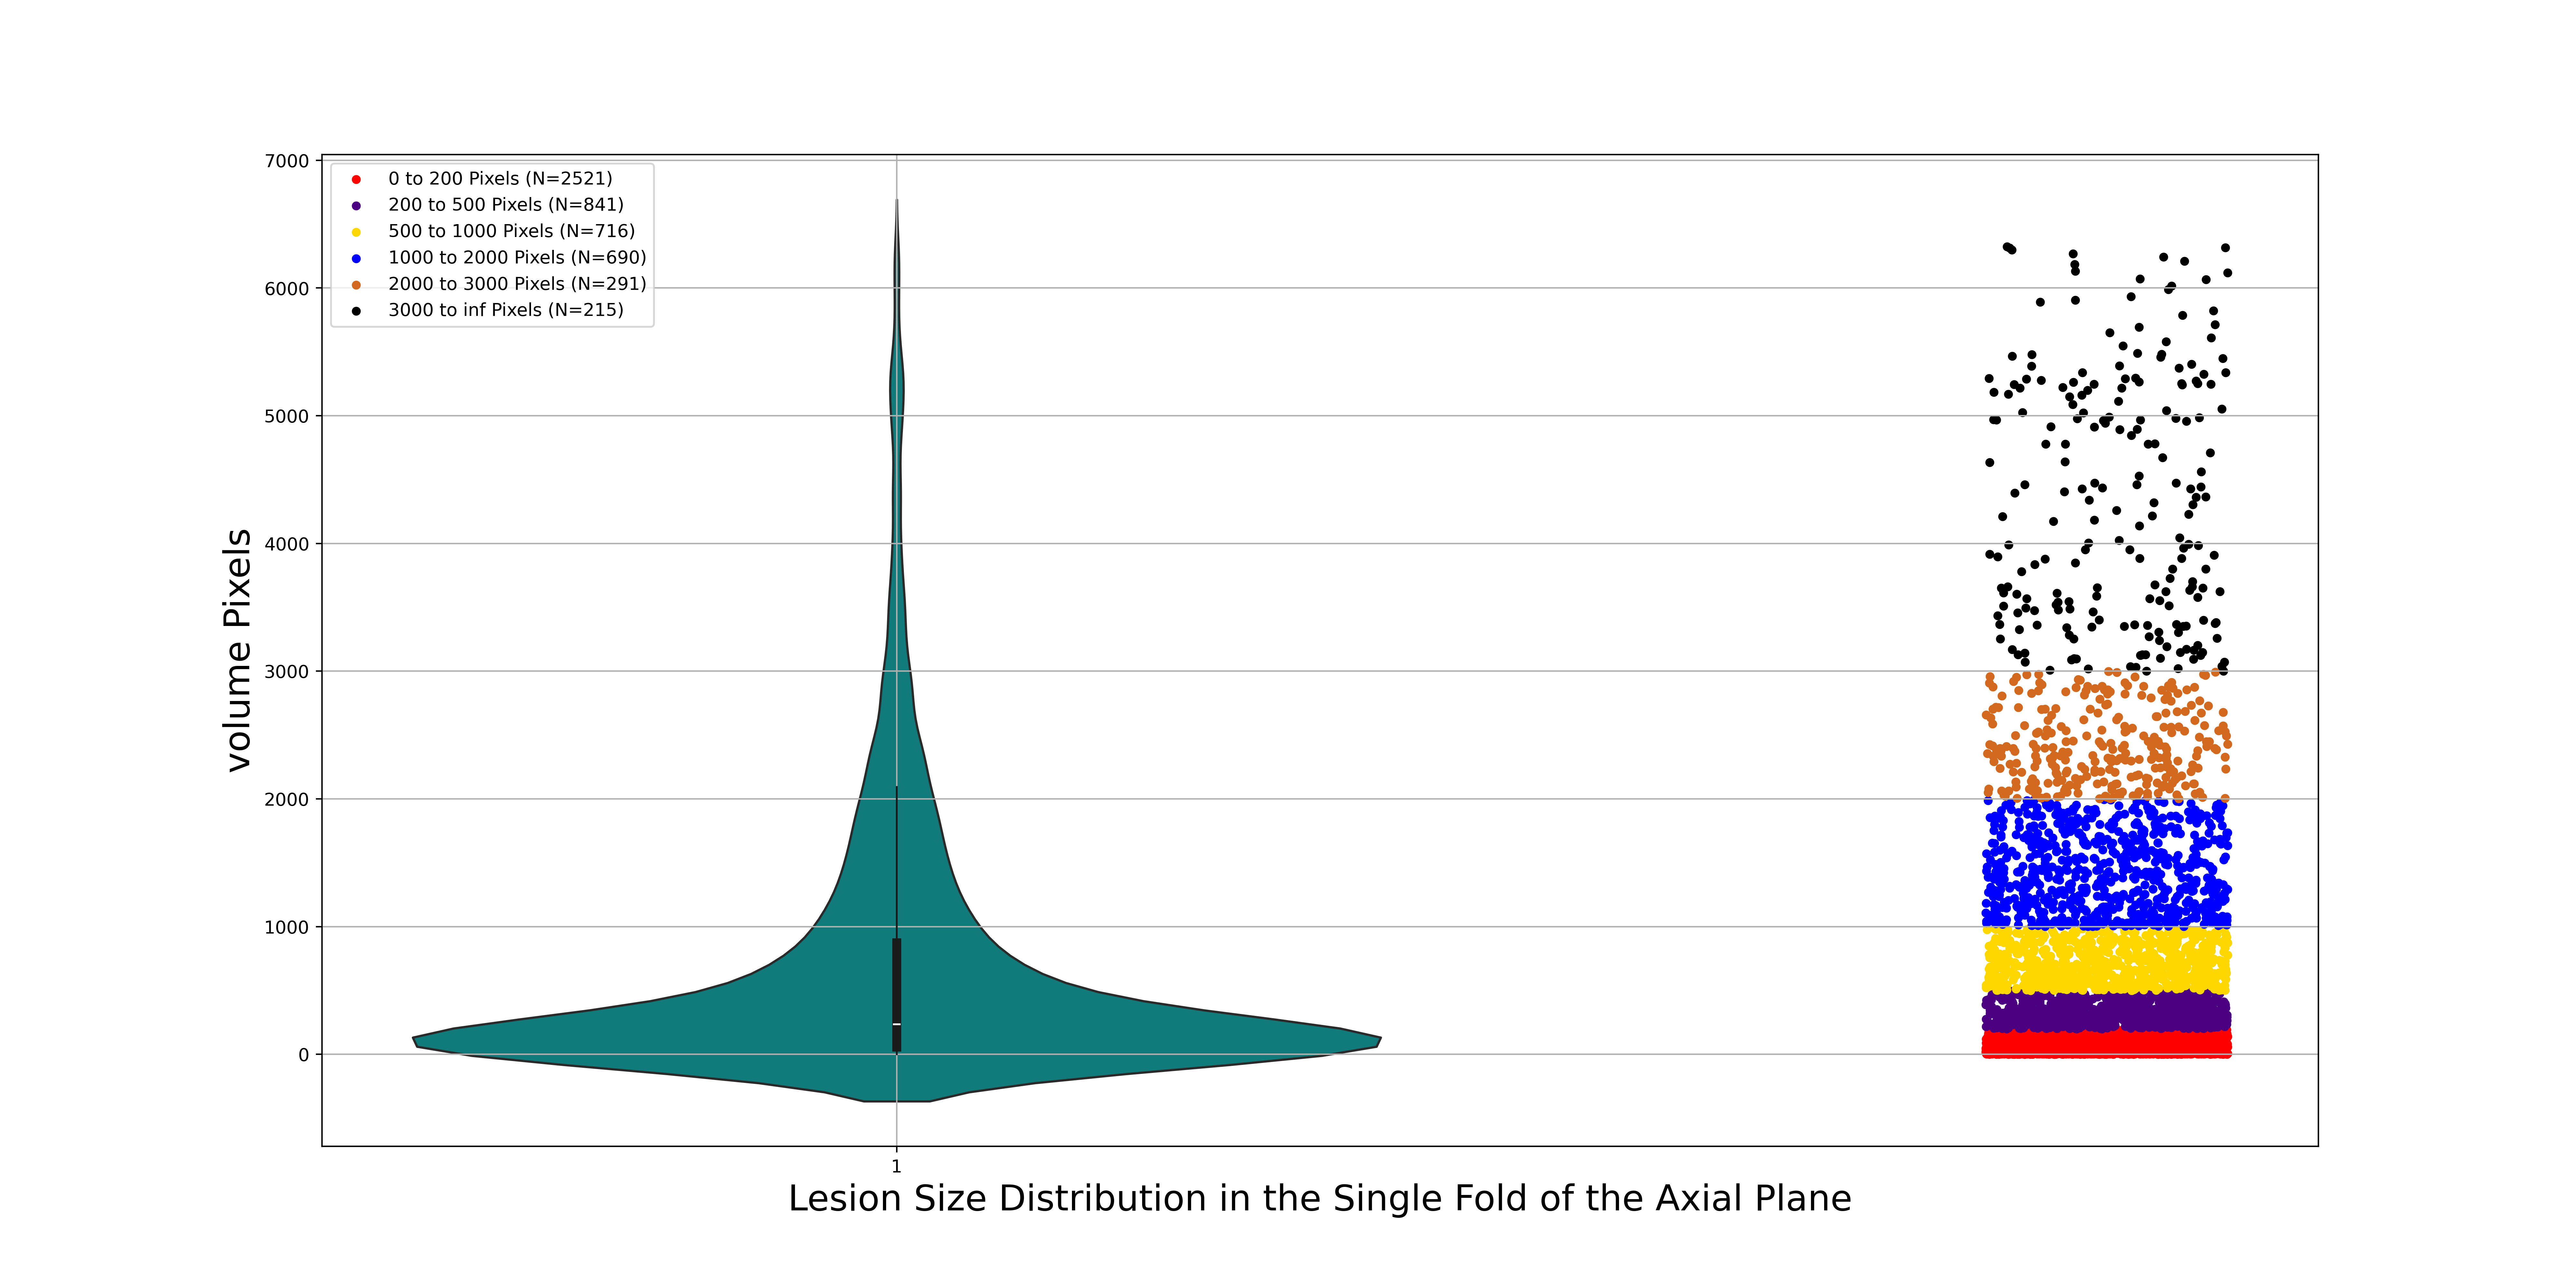 7000
6000
5000
4000
3000
2000
1000
0
volume Pixels
0 to 200 Pixels (N=2521)
200 to 500 Pixels (N=841)
500 to 1000 Pixels (N=716)
1000 to 2000 Pixels (N=690)
2000 to 3000 Pixels (N=291)
3000 to inf Pixels (N=215)
1
Lesion Size Distribution in the Single Fold of the Axial Plane